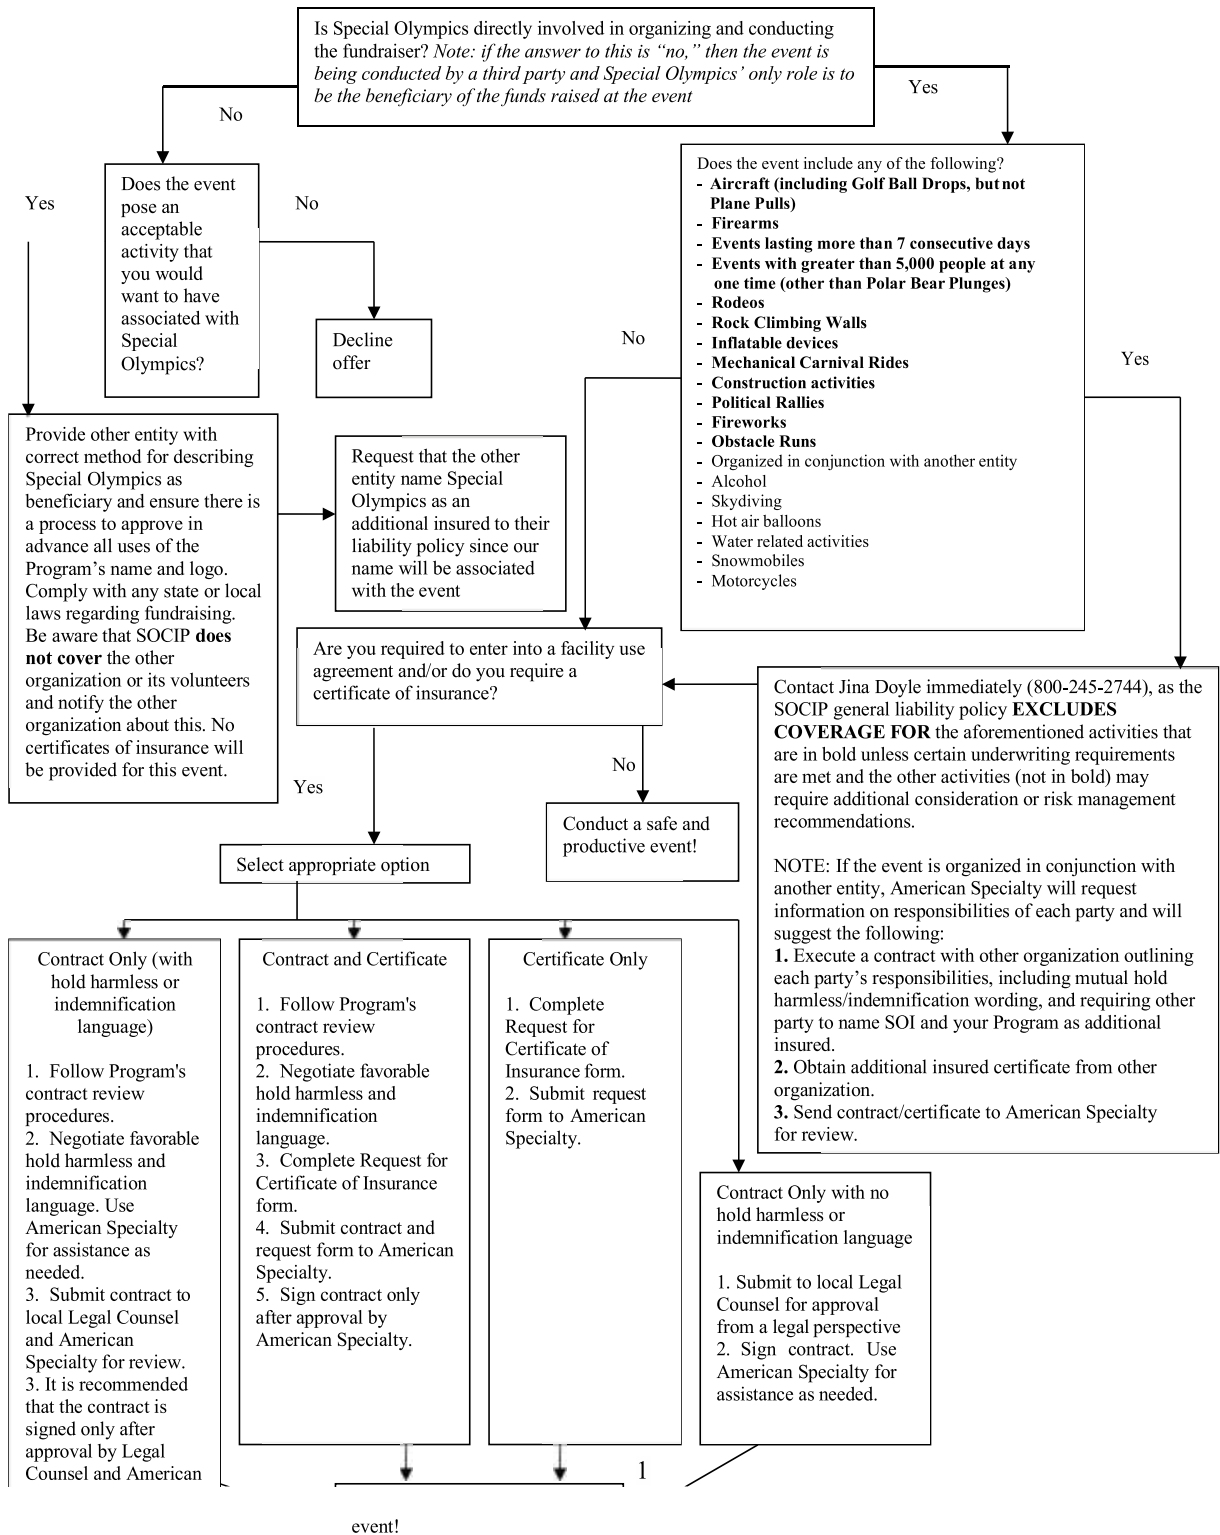 Is Special Olympics directly involved in organizing and conducting
the fundraiser? Note: if the answer to this is “no,” then the event is
being conducted by a third party and Special Olympics’ only role is to
be the beneficiary of the funds raised at the event
No
Yes
Does the event
pose an
acceptable
activity that
you would
want to have
associated with
Special
Olympics?
Yes
No
Decline
offer
Does the event include any of the following?
- Aircraft (including Golf Ball Drops, but not
Plane Pulls)
- Firearms
- Events lasting more than 7 consecutive days
- Events with greater than 5,000 people at any
one time (other than Polar Bear Plunges)
- Rodeos
- Rock Climbing Walls
- Inflatable devices
- Mechanical Carnival Rides
- Construction activities
- Political Rallies
- Fireworks
- Obstacle Runs
- Organized in conjunction with another entity
- Alcohol
- Skydiving
- Hot air balloons
- Water related activities
- Snowmobiles
- Motorcycles
No
Yes
Provide other entity with
correct method for describing
Special Olympics as
beneficiary and ensure there is
a process to approve in
advance all uses of the
Program’s name and logo.
Comply with any state or local
laws regarding fundraising.
Be aware that SOCIP does
not cover the other
organization or its volunteers
and notify the other
organization about this. No
certificates of insurance will
be provided for this event.
Request that the other
entity name Special
Olympics as an
additional insured to their
liability policy since our
name will be associated
with the event
Are you required to enter into a facility use
agreement and/or do you require a
certificate of insurance?
Contact Jina Doyle immediately (800-245-2744), as the
SOCIP general liability policy EXCLUDES
COVERAGE FOR the aforementioned activities that
are in bold unless certain underwriting requirements
are met and the other activities (not in bold) may
require additional consideration or risk management
recommendations.
NOTE: If the event is organized in conjunction with
another entity, American Specialty will request
information on responsibilities of each party and will
suggest the following:
1. Execute a contract with other organization outlining
each party’s responsibilities, including mutual hold
harmless/indemnification wording, and requiring other
party to name SOI and your Program as additional
insured.
2. Obtain additional insured certificate from other
organization.
3. Send contract/certificate to American Specialty
for review.
Yes
No
Conduct a safe and
productive event!
Select appropriate option
Contract Only (with
hold harmless or
indemnification
language)
1. Follow Program's
contract review
procedures.
2. Negotiate favorable
hold harmless and
indemnification
language. Use
American Specialty
for assistance as
needed.
3. Submit contract to
local Legal Counsel
and American
Specialty for review.
3. It is recommended
that the contract is
signed only after
approval by Legal
Counsel and American
Contract and Certificate
1. Follow Program's
contract review
procedures.
2. Negotiate favorable
hold harmless and
indemnification
language.
3. Complete Request for
Certificate of Insurance
form.
4. Submit contract and
request form to American
Specialty.
5. Sign contract only
after approval by
American Specialty.
Certificate Only
1. Complete
Request for
Certificate of
Insurance form.
2. Submit request
form to American
Specialty.
Contract Only with no
hold harmless or
indemnification language
1. Submit to local Legal
Counsel for approval
from a legal perspective
2. Sign contract. Use
American Specialty for
assistance as needed.
1
event!